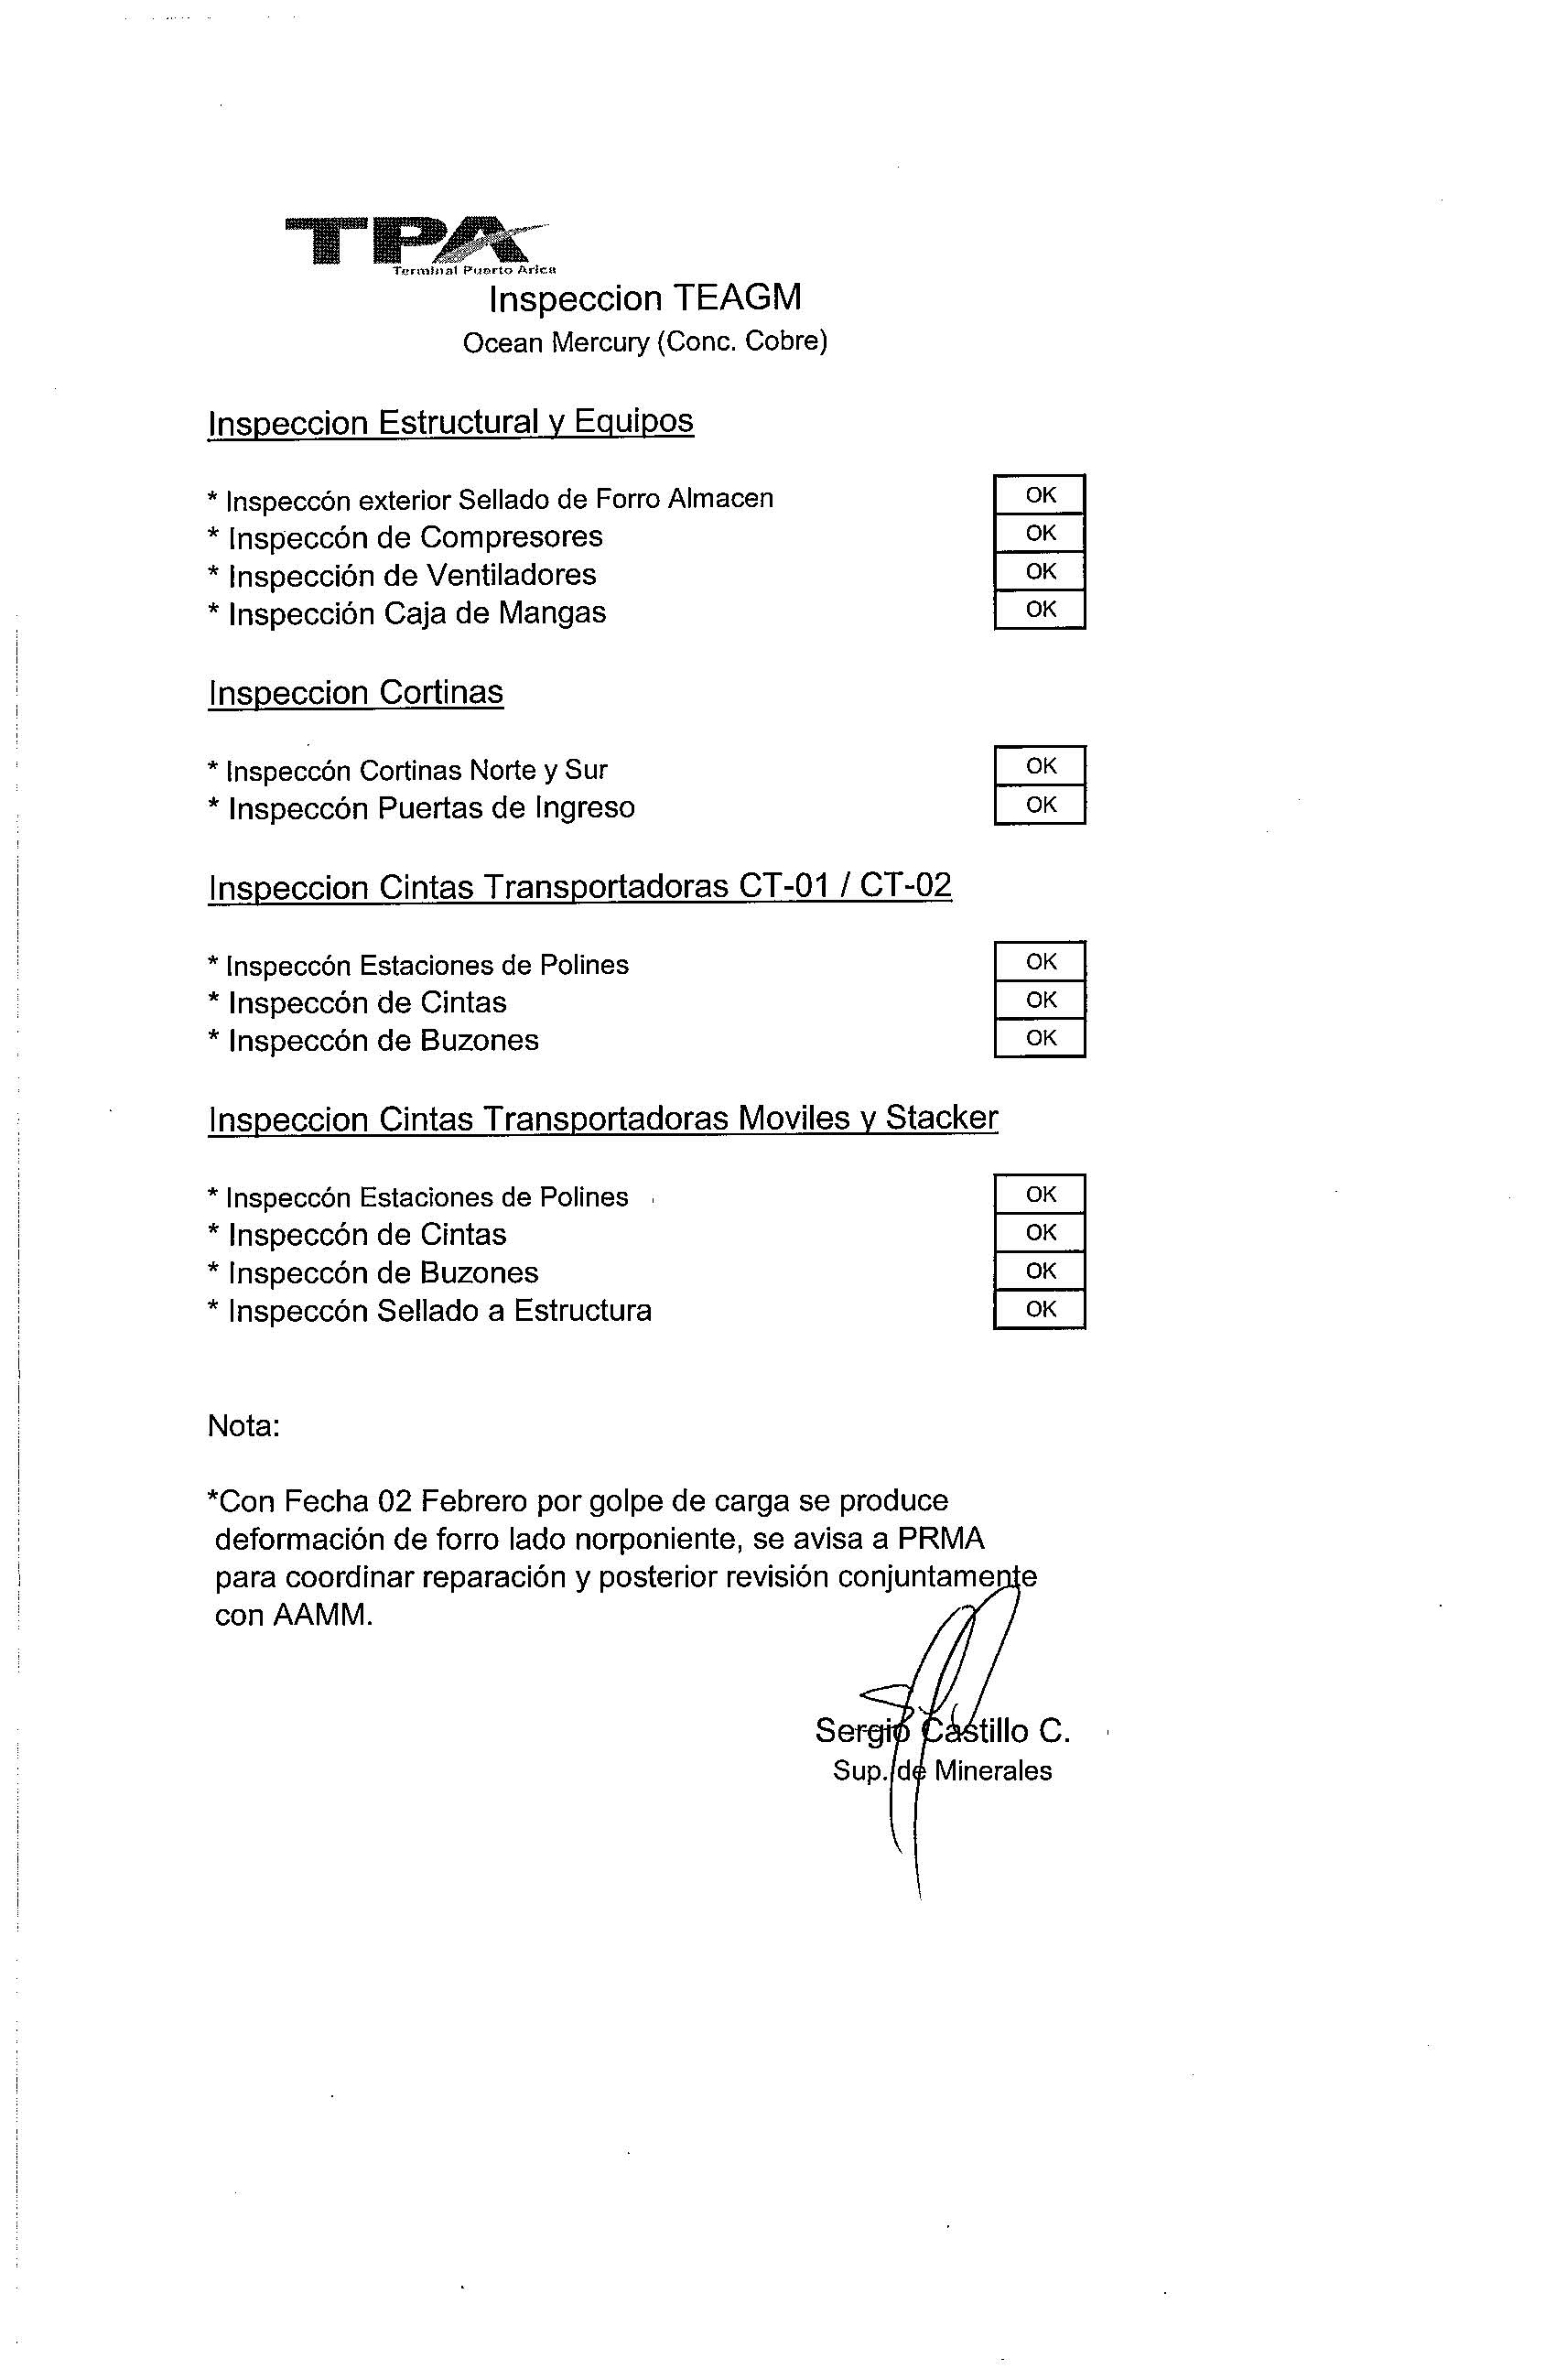 TPA
Terminal Puerto Arica
Inspeccion TEAGM
Ocean Mercury (Conc. Cobre)
Inspeccion Estructural y Equipos
* Inspeccón exterior Sellado de Forro Almacen OK
* Inspeccón de Compresores OK
* Inspección de Ventiladores OK
* Inspección Caja de Mangas OK
Inspeccion Cortinas
* Inspeccón Cortinas Norte y Sur OK
* Inspeccón Puertas de Ingreso OK
Inspeccion Cintas Transportadoras CT-01 / CT-02
* Inspeccón Estaciones de Polines OK
* Inspeccón de Cintas OK
* Inspeccón de Buzones OK
Inspeccion Cintas Transportadoras Moviles y Stacker
* Inspeccón Estaciones de Polines OK
* Inspeccón de Cintas OK
* Inspeccón de Buzones OK
* Inspeccón Sellado a Estructura OK
Nota:
*Con Fecha 02 Febrero por golpe de carga se produce
deformación de forro lado norponiente, se avisa a PRMA
para coordinar reparación y posterior revisión conjuntamente
con AAMM.
Sergio Castillo C.
Sup. de Minerales